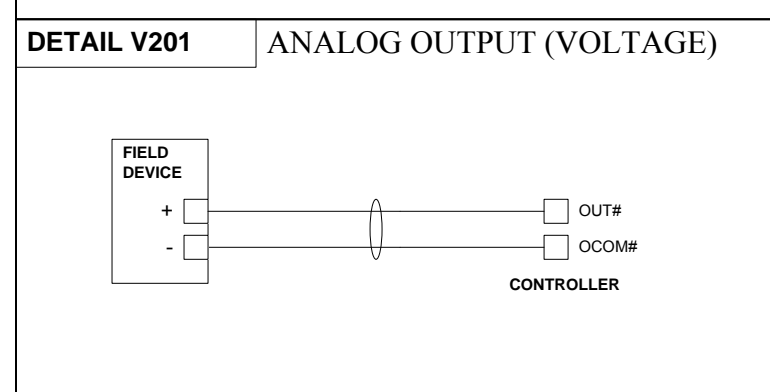 DETAIL V201
ANALOG OUTPUT (VOLTAGE)
FIELD
DEVICE
+
OUT#
-
OCOM#
CONTROLLER